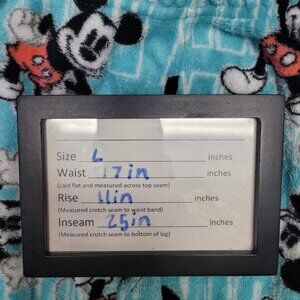 Size L inches
Waist 17in inches
(Laid flat and measured across top seam)
Rise 11in inches
(Measured crotch seam to waist band)
Inseam 25in inches
(Measured crotch seam to bottom of leg)